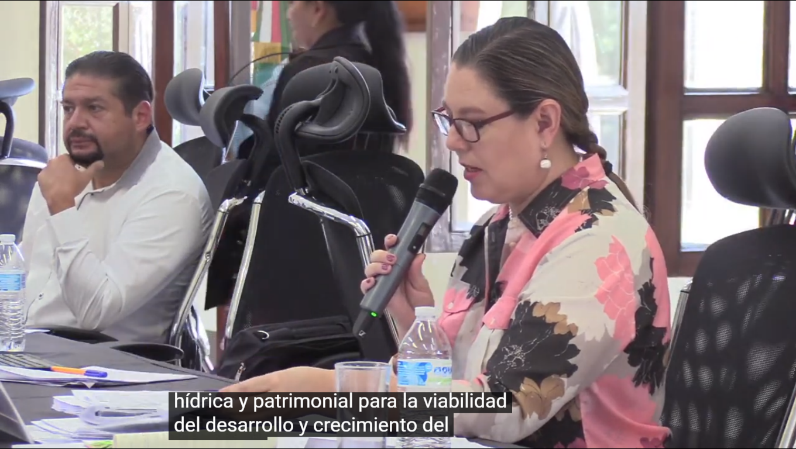 hídrica y patrimonial para la viabilidad
del desarrollo y crecimiento del